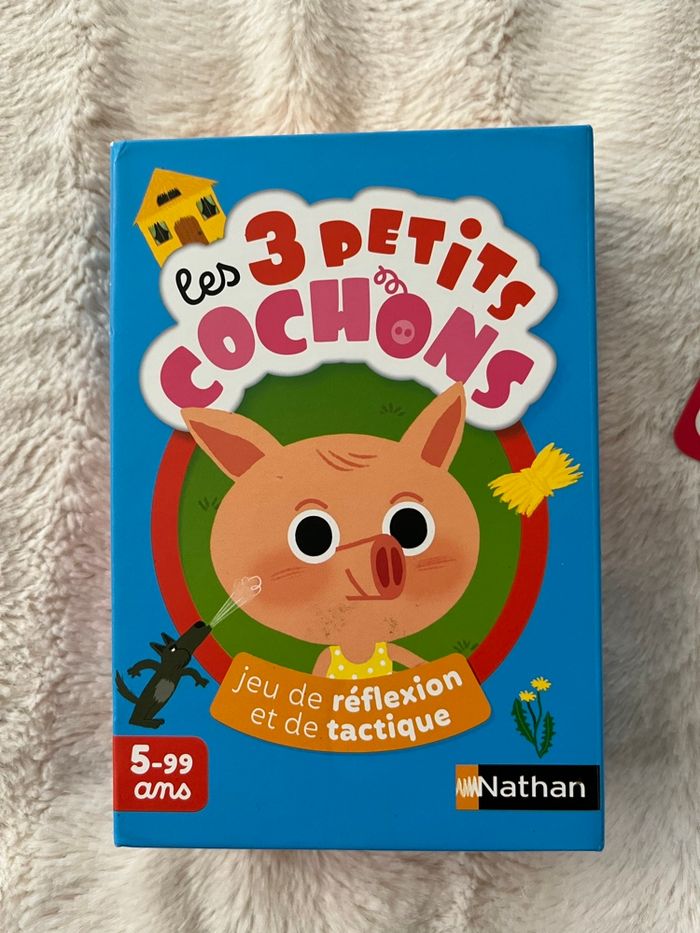 les 3 PETITS
COCHONS
jeu de réflexion
et de tactique
5-99
ans
Nathan